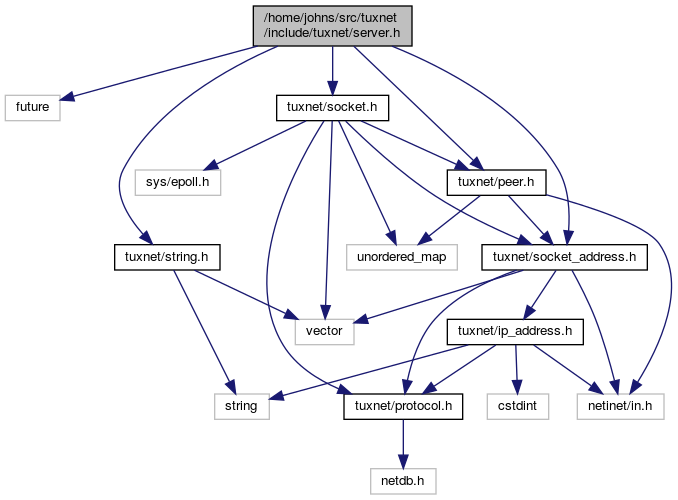 /home/johns/src/tuxnet
/include/tuxnet/server.h
future
tuxnet/socket.h
sys/epoll.h
tuxnet/peer.h
tuxnet/string.h
unordered_map
tuxnet/socket_address.h
vector
tuxnet/ip_address.h
string
tuxnet/protocol.h
cstdint
netinet/in.h
netdb.h